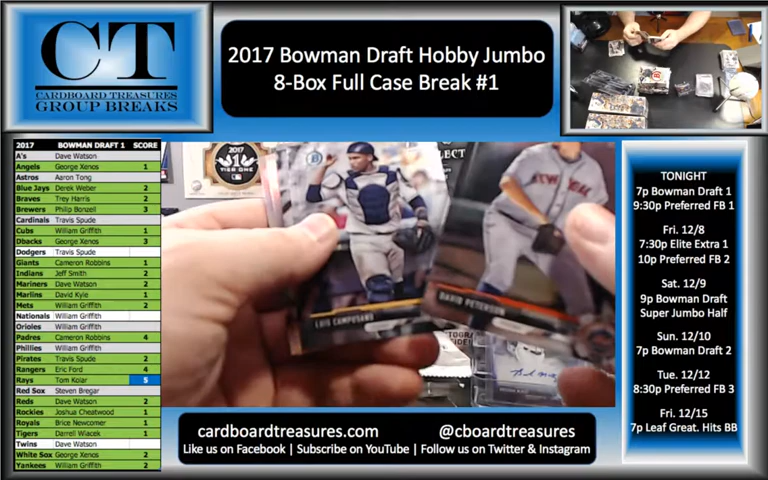 CT
CARDBOARD TREASURES
GROUP BREAKS
2017 Bowman Draft Hobby Jumbo
8-Box Full Case Break #1
2017 BOWMAN DRAFT 1 SCORE
A's Dave Watson
Angels George Xenos 1
Astros Aaron Tong
Blue Jays Derek Weber 2
Braves Trey Harris 2
Brewers Philip Bonzell 3
Cardinals Travis Spude
Cubs William Griffith 1
Dbacks George Xenos 3
Dodgers Travis Spude
Giants Cameron Robbins 1
Indians Jeff Smith 2
Mariners Dave Watson 2
Marlins David Kyle 1
Mets William Griffith 2
Nationals William Griffith
Orioles William Griffith
Padres Cameron Robbins 4
Phillies William Griffith
Pirates Travis Spude 2
Rangers Eric Ford 4
Rays Tom Kolar 5
Red Sox Steven Bregar
Reds Dave Watson 2
Rockies Joshua Cheatwood 1
Royals Brice Newcomer 1
Tigers Darrell Wiacek 1
Twins Dave Watson
White Sox George Xenos 2
Yankees William Griffith 2
2017
1
TIER ONE
LECT
LUIS CAMPUSANO
DAVID PETERSON
TONIGHT
7p Bowman Draft 1
9:30p Preferred FB 1
Fri. 12/8
7:30p Elite Extra 1
10p Preferred FB 2
Sat. 12/9
9p Bowman Draft
Super Jumbo Half
Sun. 12/10
7p Bowman Draft 2
Tue. 12/12
8:30p Preferred FB 3
Fri. 12/15
7p Leaf Great. Hits BB
cardboardtreasures.com @cboardtreasures
Like us on Facebook | Subscribe on YouTube | Follow us on Twitter & Instagram